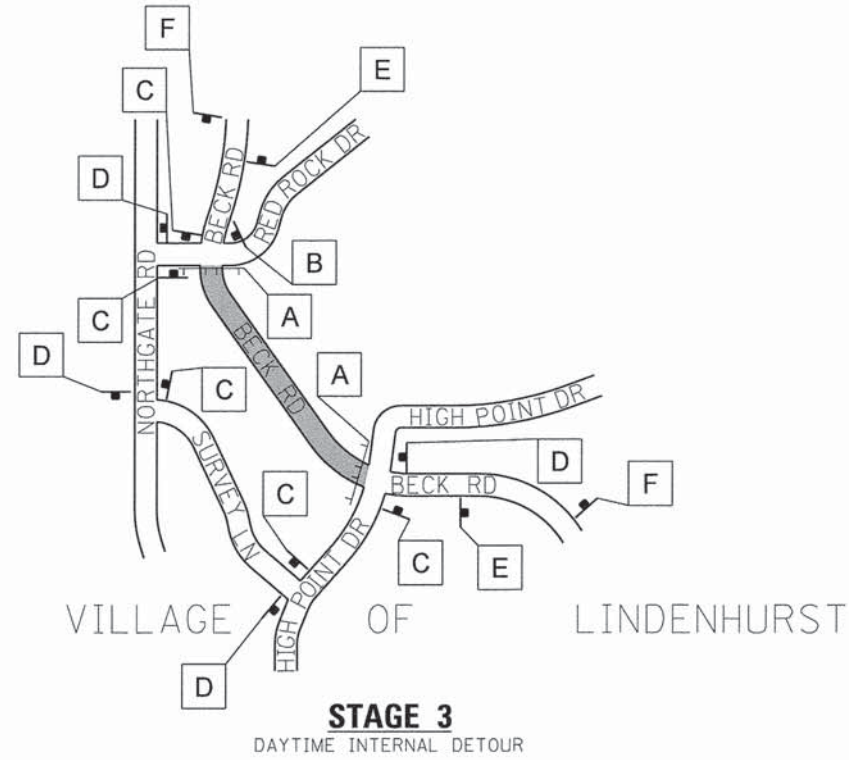 F
C
E
D
BECK RD
RED ROCK DR
B
C
A
NORTHGATE RD
D
BECK RD
A
C
HIGH POINT DR
SURVEY LN
D
BECK RD
F
C
HIGH POINT DR
C
E
VILLAGE OF LINDENHURST
D
STAGE 3
DAYTIME INTERNAL DETOUR